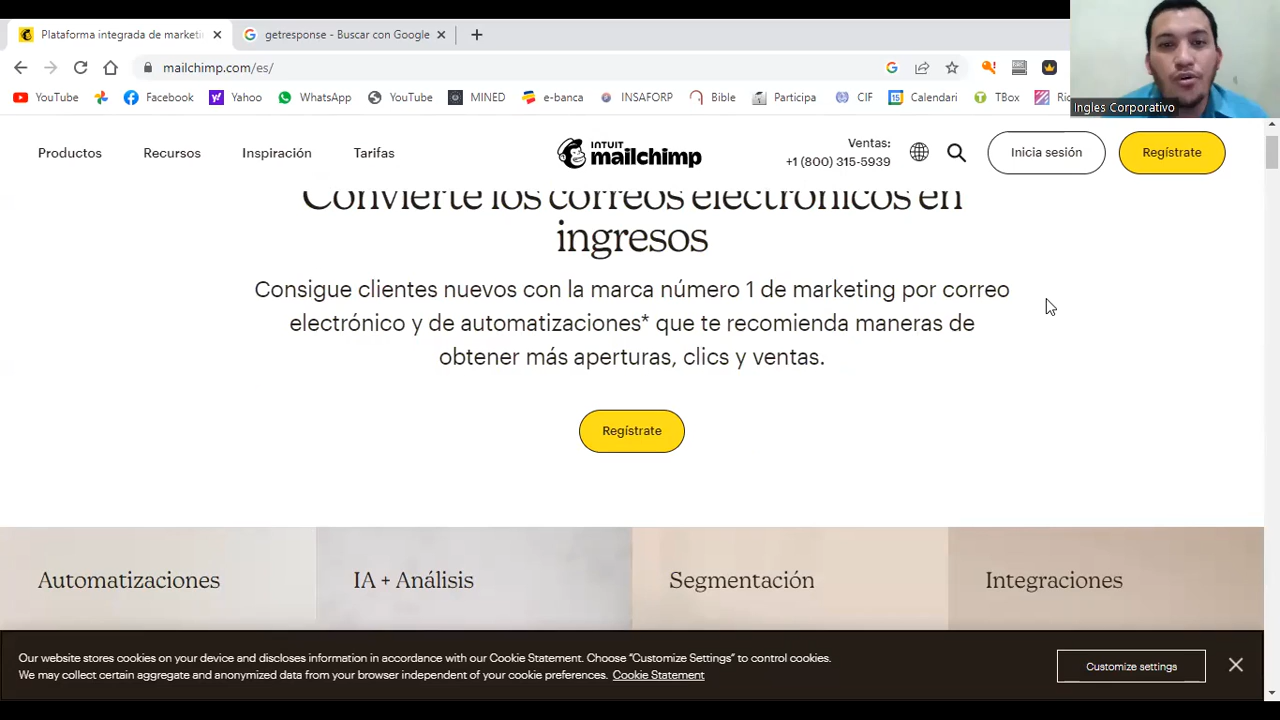 Plataforma integrada de marketi
getresponse - Buscar con Google
mailchimp.com/es/
YouTube
Facebook
Yahoo
WhatsApp
YouTube
MINED
e-banca
INSAFORP
Bible
Participa
CIF
Calendari
TBox
Ingles Corporativo
Productos
Recursos
Inspiración
Tarifas
INTUIT
mailchimp
Ventas:
+1 (800) 315-5939
Inicia sesión
Regístrate
Convierte los correos electrónicos en
ingresos
Consigue clientes nuevos con la marca número 1 de marketing por correo
electrónico y de automatizaciones* que te recomienda maneras de
obtener más aperturas, clics y ventas.
Regístrate
Automatizaciones
IA + Análisis
Segmentación
Integraciones
Our website stores cookies on your device and discloses information in accordance with our Cookie Statement. Choose “Customize Settings” to control cookies.
We may collect certain aggregate and anonymized data from your browser independent of your cookie preferences. Cookie Statement
Customize settings